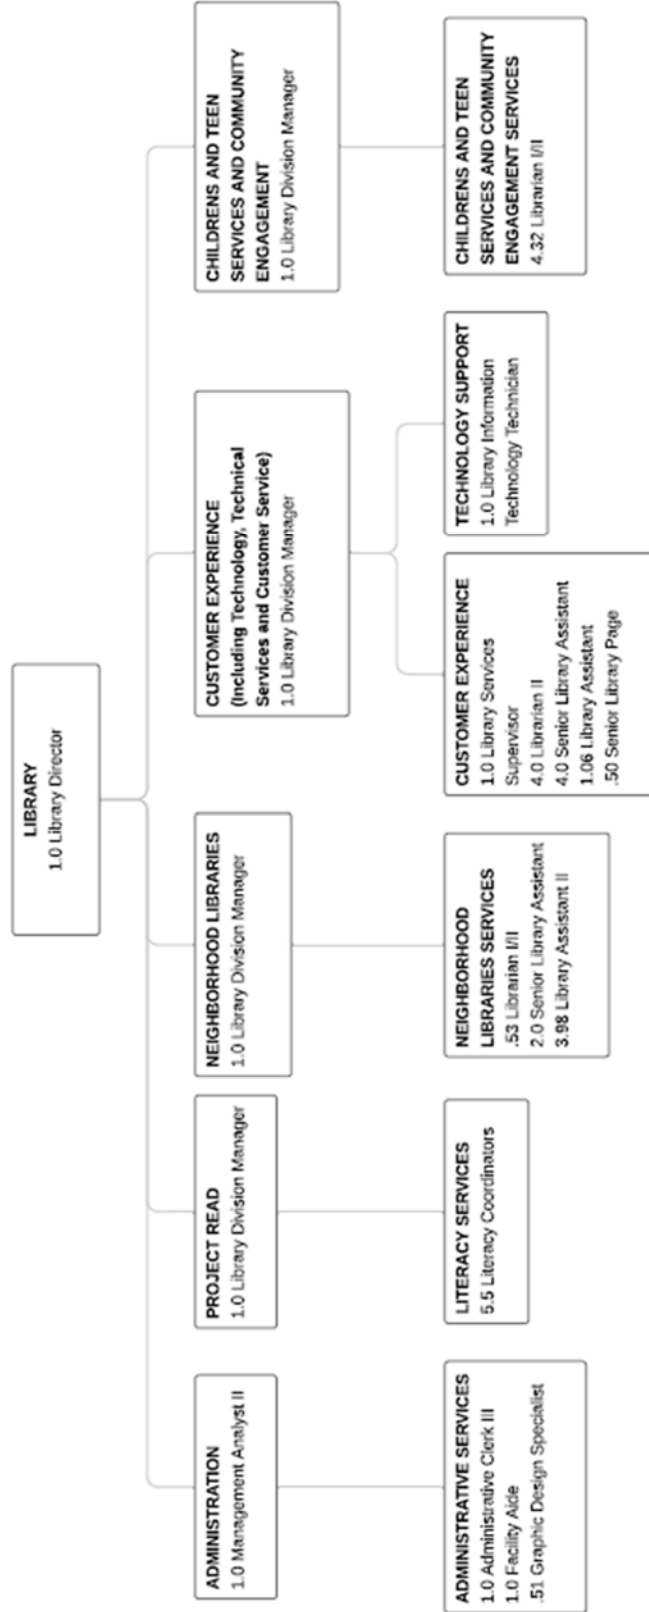 LIBRARY
1.0 Library Director
ADMINISTRATION
1.0 Management Analyst II
PROJECT READ
1.0 Library Division Manager
NEIGHBORHOOD LIBRARIES
1.0 Library Division Manager
CUSTOMER EXPERIENCE
(Including Technology, Technical
Services and Customer Service)
1.0 Library Division Manager
CHILDRENS AND TEEN
SERVICES AND COMMUNITY
ENGAGEMENT
1.0 Library Division Manager
ADMINISTRATIVE SERVICES
1.0 Administrative Clerk III
1.0 Facility Aide
.51 Graphic Design Specialist
LITERACY SERVICES
5.5 Literacy Coordinators
NEIGHBORHOOD
LIBRARIES SERVICES
.53 Librarian I/II
2.0 Senior Library Assistant
3.98 Library Assistant II
CUSTOMER EXPERIENCE
1.0 Library Services
Supervisor
4.0 Librarian II
4.0 Senior Library Assistant
1.06 Library Assistant
.50 Senior Library Page
TECHNOLOGY SUPPORT
1.0 Library Information
Technology Technician
CHILDRENS AND TEEN
SERVICES AND COMMUNITY
ENGAGEMENT SERVICES
4.32 Librarian I/II